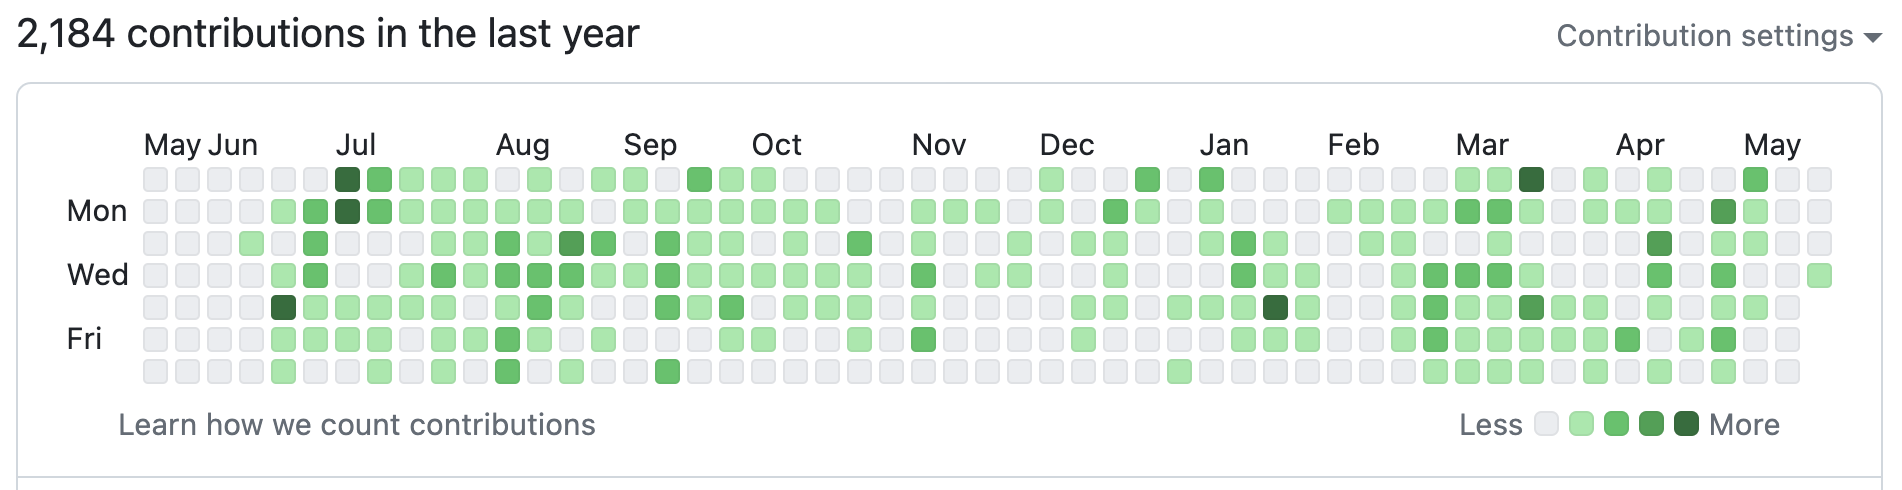 2,184 contributions in the last year
Contribution settings
May Jun Jul Aug Sep Oct Nov Dec Jan Feb Mar Apr May
Mon
Wed
Fri
Learn how we count contributions
Less More